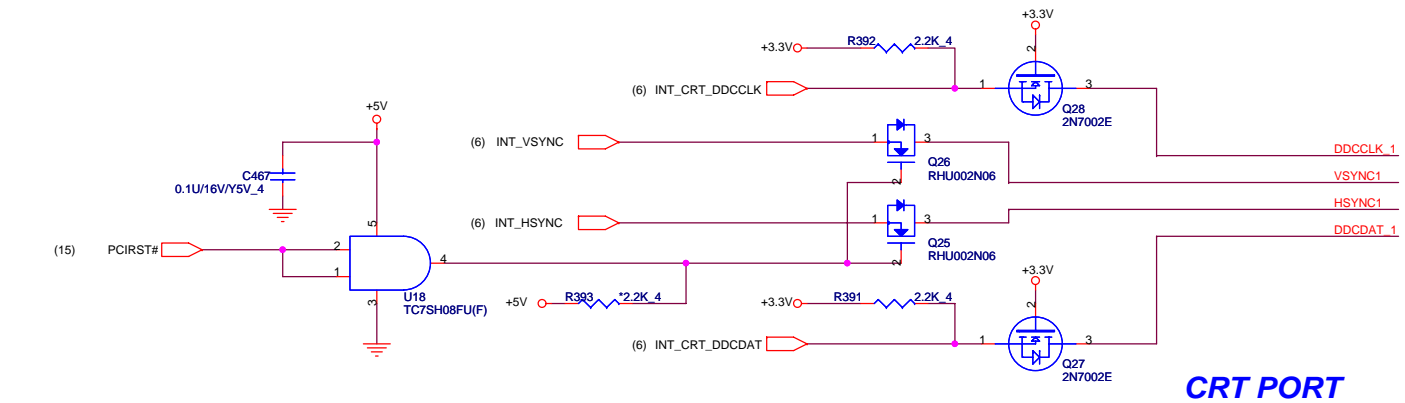 +3.3V
+3.3V
R392
2.2K_4
2
(6) INT_CRT_DDCCLK
1
3
Q28
2N7002E
+5V
(6) INT_VSYNC
1
3
DDCCLK_1
Q26
RHU002N06
2
VSYNC1
C467
0.1U/16V/Y5V_4
HSYNC1
(6) INT_HSYNC
1
3
5
DDCDAT_1
(15) PCIRST#
2
Q25
RHU002N06
4
2
1
+3.3V
3
U18
TC7SH08FU(F)
+5V
R393
*2.2K_4
+3.3V
R391
2.2K_4
2
(6) INT_CRT_DDCDAT
1
3
Q27
2N7002E
CRT PORT